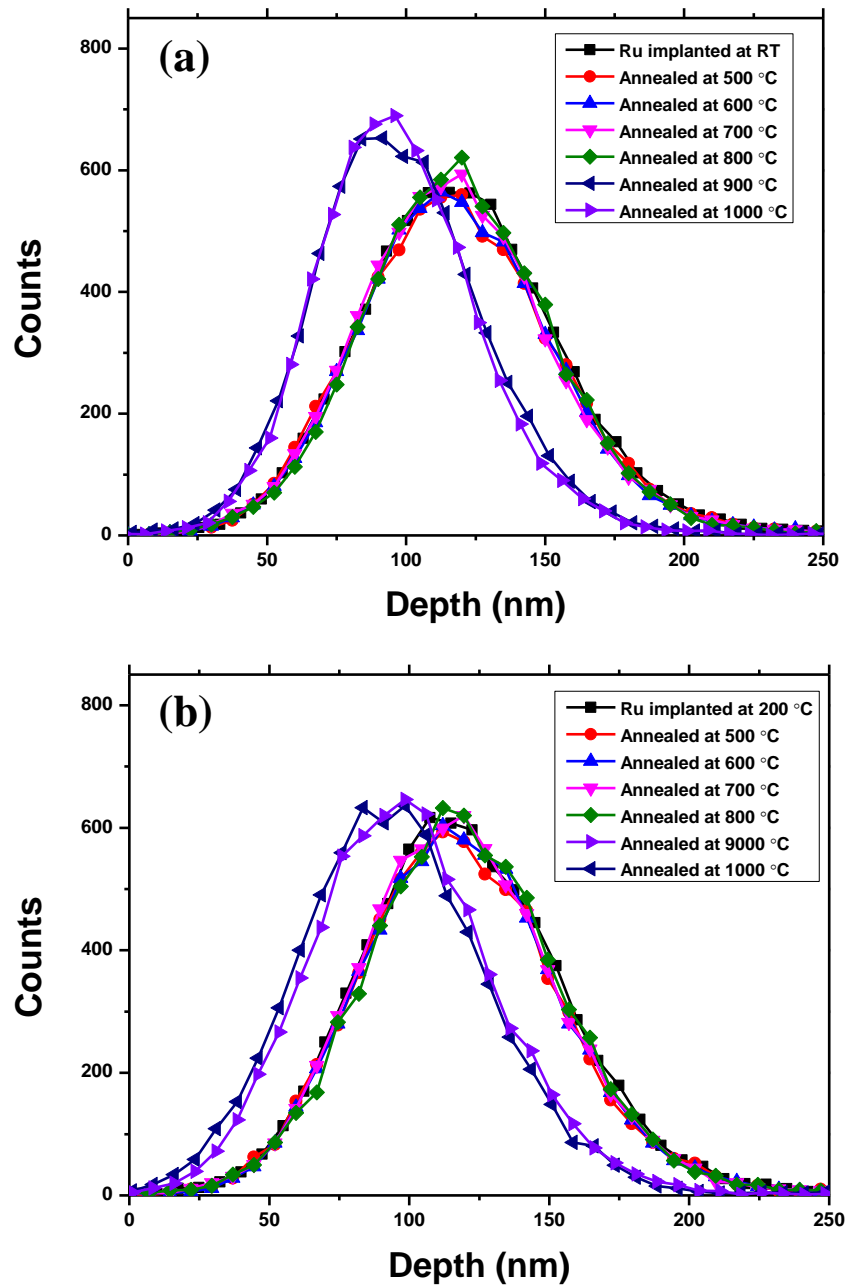 (a)
Ru implanted at RT
Annealed at 500 °C
Annealed at 600 °C
Annealed at 700 °C
Annealed at 800 °C
Annealed at 900 °C
Annealed at 1000 °C
800
600
400
200
0
Counts
0 50 100 150 200 250
Depth (nm)
(b)
Ru implanted at 200 °C
Annealed at 500 °C
Annealed at 600 °C
Annealed at 700 °C
Annealed at 800 °C
Annealed at 9000 °C
Annealed at 1000 °C
800
600
400
200
0
Counts
0 50 100 150 200 250
Depth (nm)